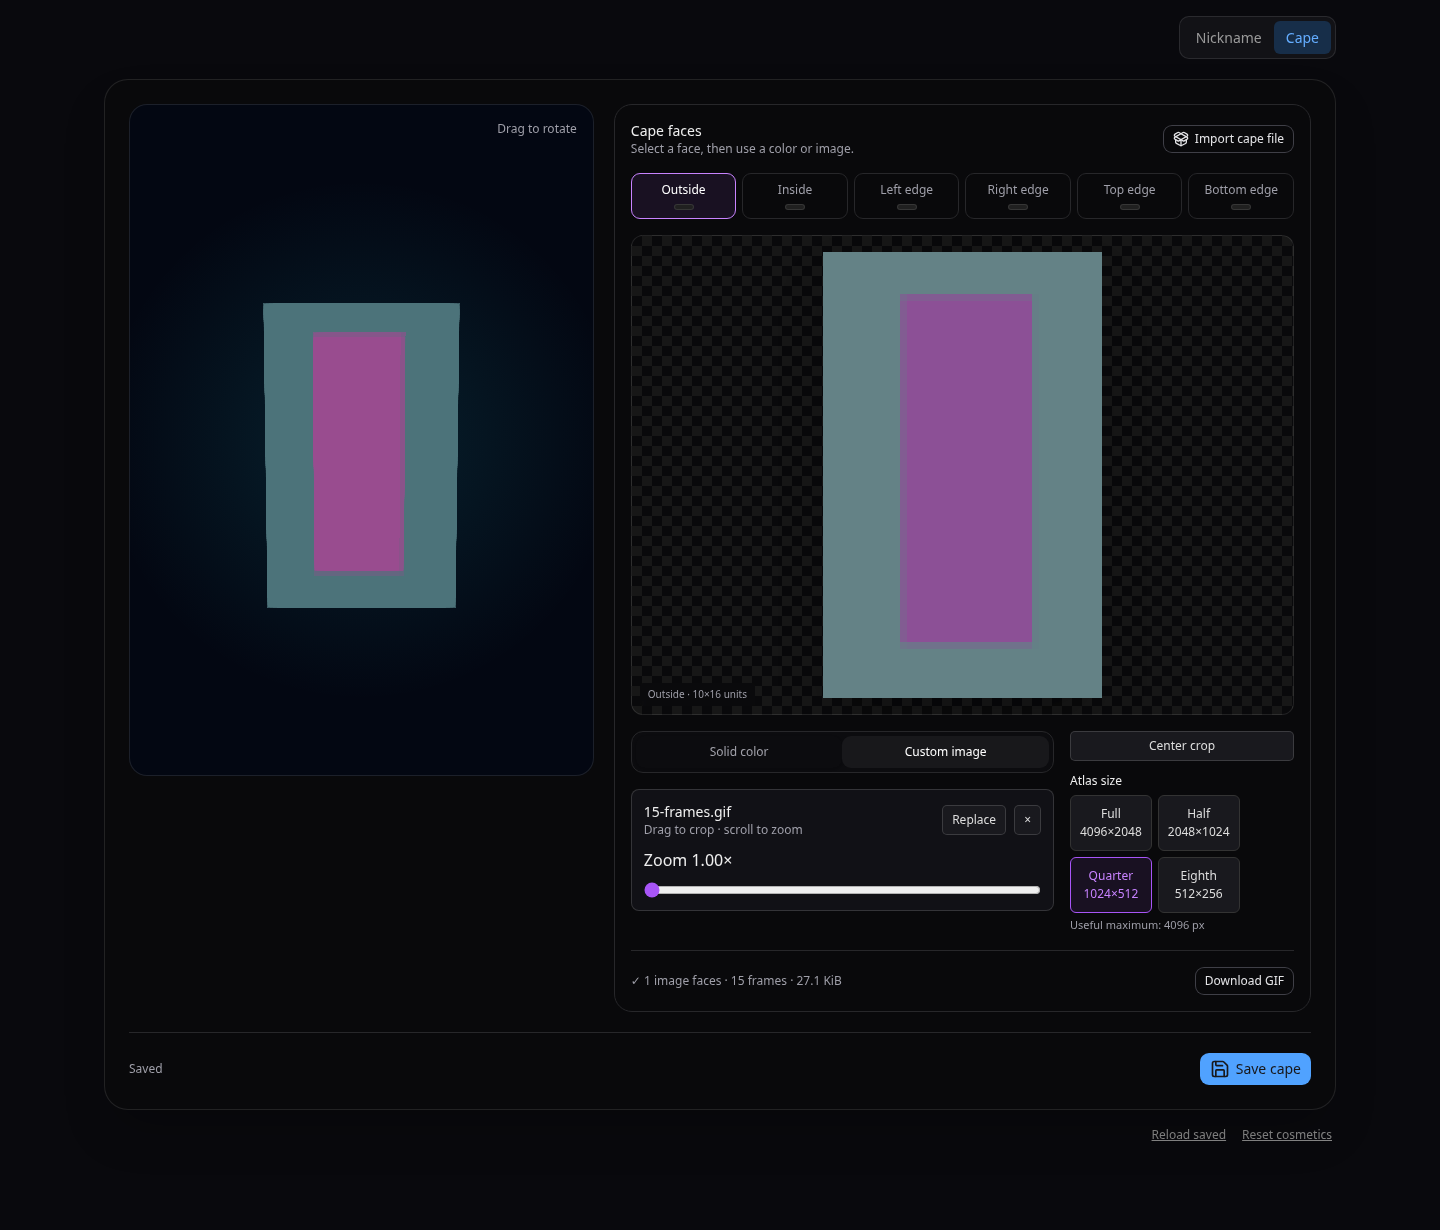 Nickname
Cape
Drag to rotate
Cape faces
Select a face, then use a color or image.
Import cape file
Outside
Inside
Left edge
Right edge
Top edge
Bottom edge
Outside · 10×16 units
Solid color
Custom image
Center crop
15-frames.gif
Drag to crop · scroll to zoom
Replace
×
Zoom 1.00×
Atlas size
Full
4096×2048
Half
2048×1024
Quarter
1024×512
Eighth
512×256
Useful maximum: 4096 px
✓ 1 image faces · 15 frames · 27.1 KiB
Download GIF
Saved
Save cape
Reload saved
Reset cosmetics